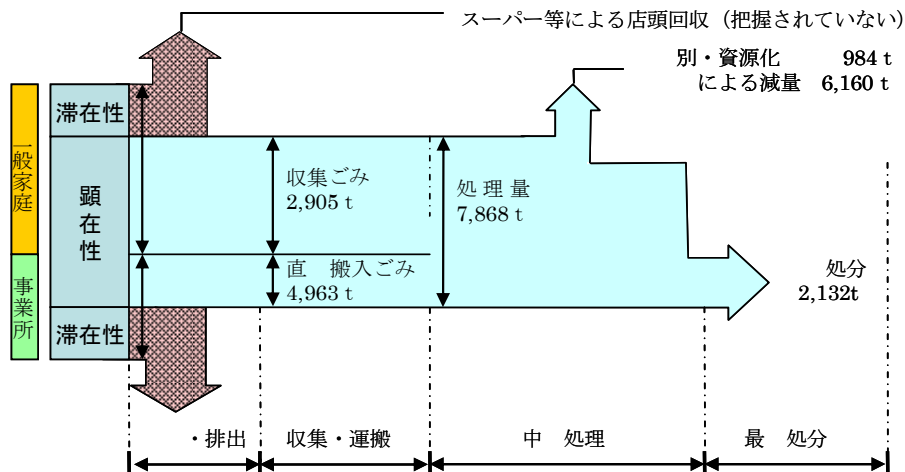 スーパー等による店頭回収（把握されていない）
別・資源化 984 t
による減量 6,160 t
一般家庭
事業所
滞在性
顕在性
滞在性
収集ごみ
2,905 t
直 搬入ごみ
4,963 t
処 理 量
7,868 t
処分
2,132t
・排出
収集・運搬
中 処理
最 処分